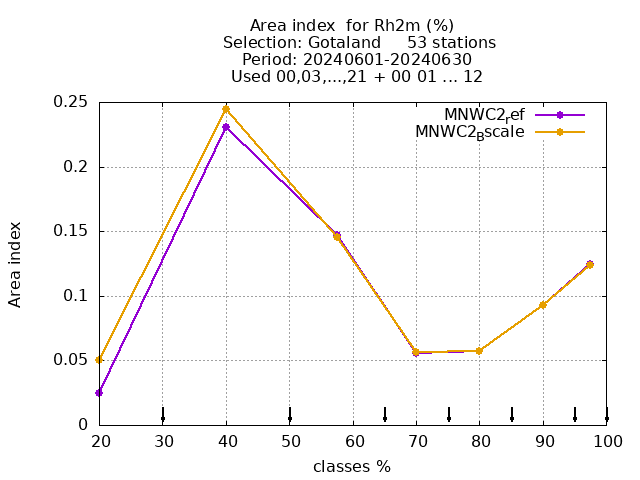 Area index  for Rh2m (%)
Selection: Gotaland     53 stations
Period: 20240601-20240630
Used 00,03,...,21 + 00 01 ... 12
MNWC2ref
MNWC2Bscale
0.25
0.2
0.15
0.1
0.05
0
Area index
20 30 40 50 60 70 80 90 100
classes %